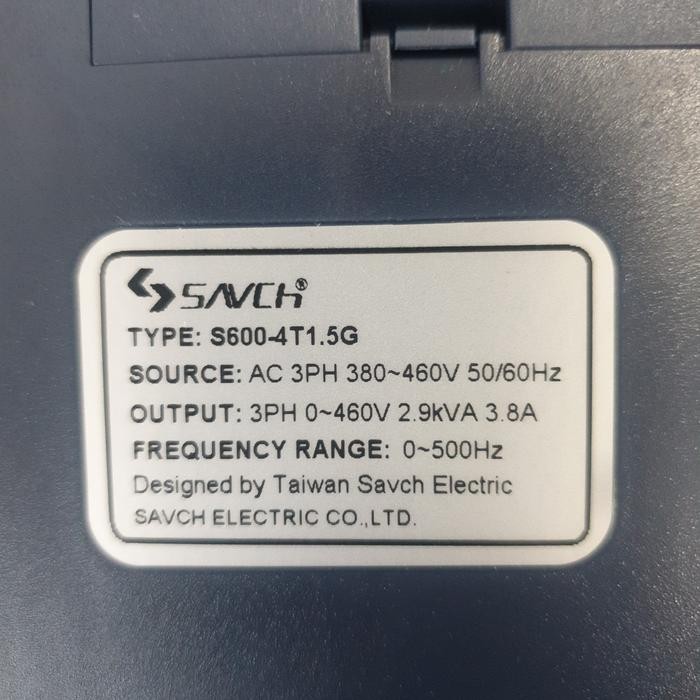 SAVCH®
TYPE: S600-4T1.5G
SOURCE: AC 3PH 380~460V 50/60Hz
OUTPUT: 3PH 0~460V 2.9kVA 3.8A
FREQUENCY RANGE: 0~500Hz
Designed by Taiwan Savch Electric
SAVCH ELECTRIC CO.,LTD.